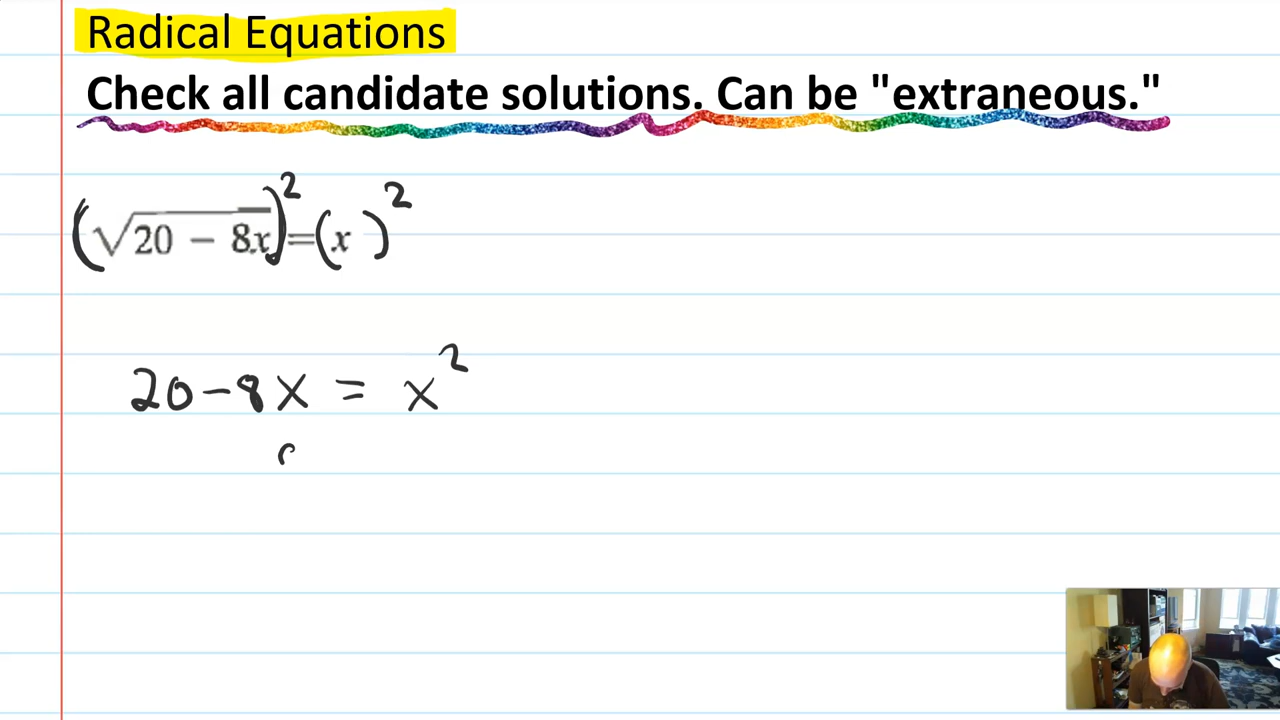 Radical Equations
Check all candidate solutions. Can be "extraneous."
(√20 − 8x)²=(x)²
20-8x = x²